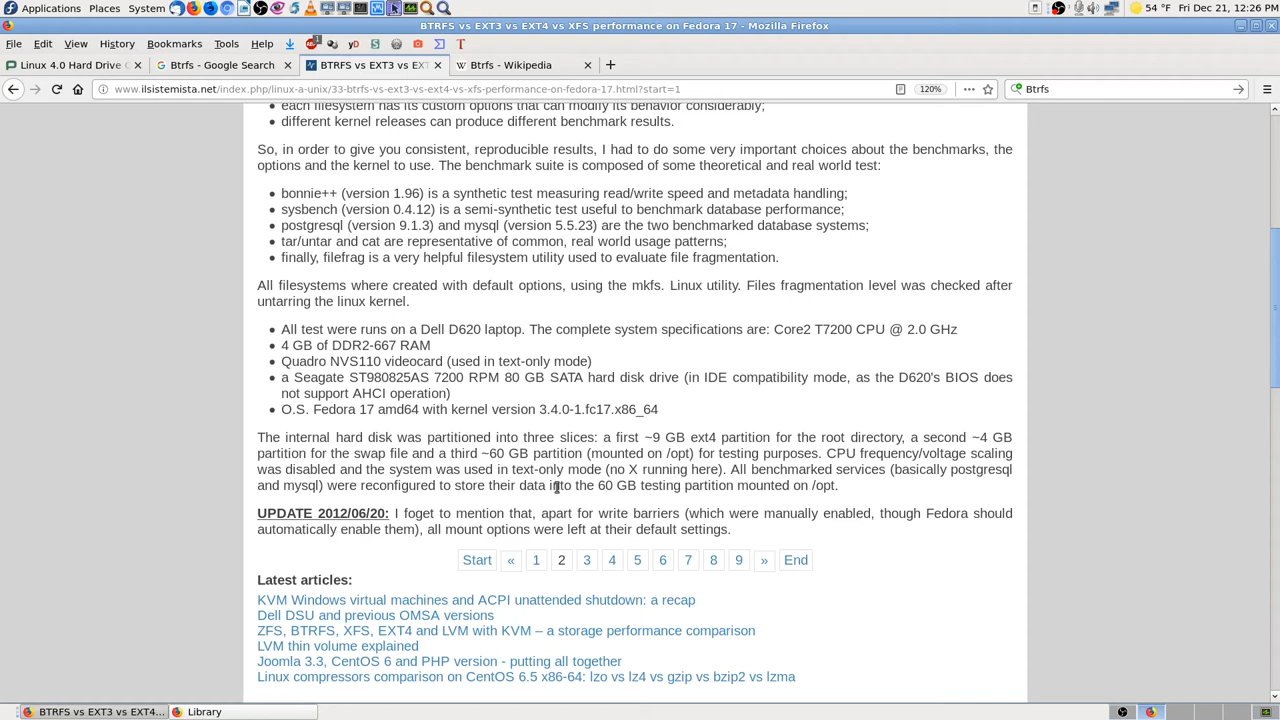 Applications Places System 54 °F Fri Dec 21, 12:26 PM
BTRFS vs EXT3 vs EXT4 vs XFS performance on Fedora 17 - Mozilla Firefox
File Edit View History Bookmarks Tools Help
Linux 4.0 Hard Drive Btrfs - Google Search BTRFS vs EXT3 vs EXT Btrfs - Wikipedia
www.ilsistemista.net/index.php/linux-a-unix/33-btrfs-vs-ext3-vs-ext4-vs-xfs-performance-on-fedora-17.html?start=1 120% Btrfs
each filesystem has its custom options that can modify its behavior considerably;
different kernel releases can produce different benchmark results.
So, in order to give you consistent, reproducible results, I had to do some very important choices about the benchmarks, the
options and the kernel to use. The benchmark suite is composed of some theoretical and real world test:
bonnie++ (version 1.96) is a synthetic test measuring read/write speed and metadata handling;
sysbench (version 0.4.12) is a semi-synthetic test useful to benchmark database performance;
postgresql (version 9.1.3) and mysql (version 5.5.23) are the two benchmarked database systems;
tar/untar and cat are representative of common, real world usage patterns;
finally, filefrag is a very helpful filesystem utility used to evaluate file fragmentation.
All filesystems where created with default options, using the mkfs. Linux utility. Files fragmentation level was checked after
untarring the linux kernel.
All test were runs on a Dell D620 laptop. The complete system specifications are: Core2 T7200 CPU @ 2.0 GHz
4 GB of DDR2-667 RAM
Quadro NVS110 videocard (used in text-only mode)
a Seagate ST980825AS 7200 RPM 80 GB SATA hard disk drive (in IDE compatibility mode, as the D620's BIOS does
not support AHCI operation)
O.S. Fedora 17 amd64 with kernel version 3.4.0-1.fc17.x86_64
The internal hard disk was partitioned into three slices: a first ~9 GB ext4 partition for the root directory, a second ~4 GB
partition for the swap file and a third ~60 GB partition (mounted on /opt) for testing purposes. CPU frequency/voltage scaling
was disabled and the system was used in text-only mode (no X running here). All benchmarked services (basically postgresql
and mysql) were reconfigured to store their data into the 60 GB testing partition mounted on /opt.
UPDATE 2012/06/20: I foget to mention that, apart for write barriers (which were manually enabled, though Fedora should
automatically enable them), all mount options were left at their default settings.
Start « 1 2 3 4 5 6 7 8 9 » End
Latest articles:
KVM Windows virtual machines and ACPI unattended shutdown: a recap
Dell DSU and previous OMSA versions
ZFS, BTRFS, XFS, EXT4 and LVM with KVM – a storage performance comparison
LVM thin volume explained
Joomla 3.3, CentOS 6 and PHP version - putting all together
Linux compressors comparison on CentOS 6.5 x86-64: lzo vs lz4 vs gzip vs bzip2 vs lzma
BTRFS vs EXT3 vs EXT4... Library